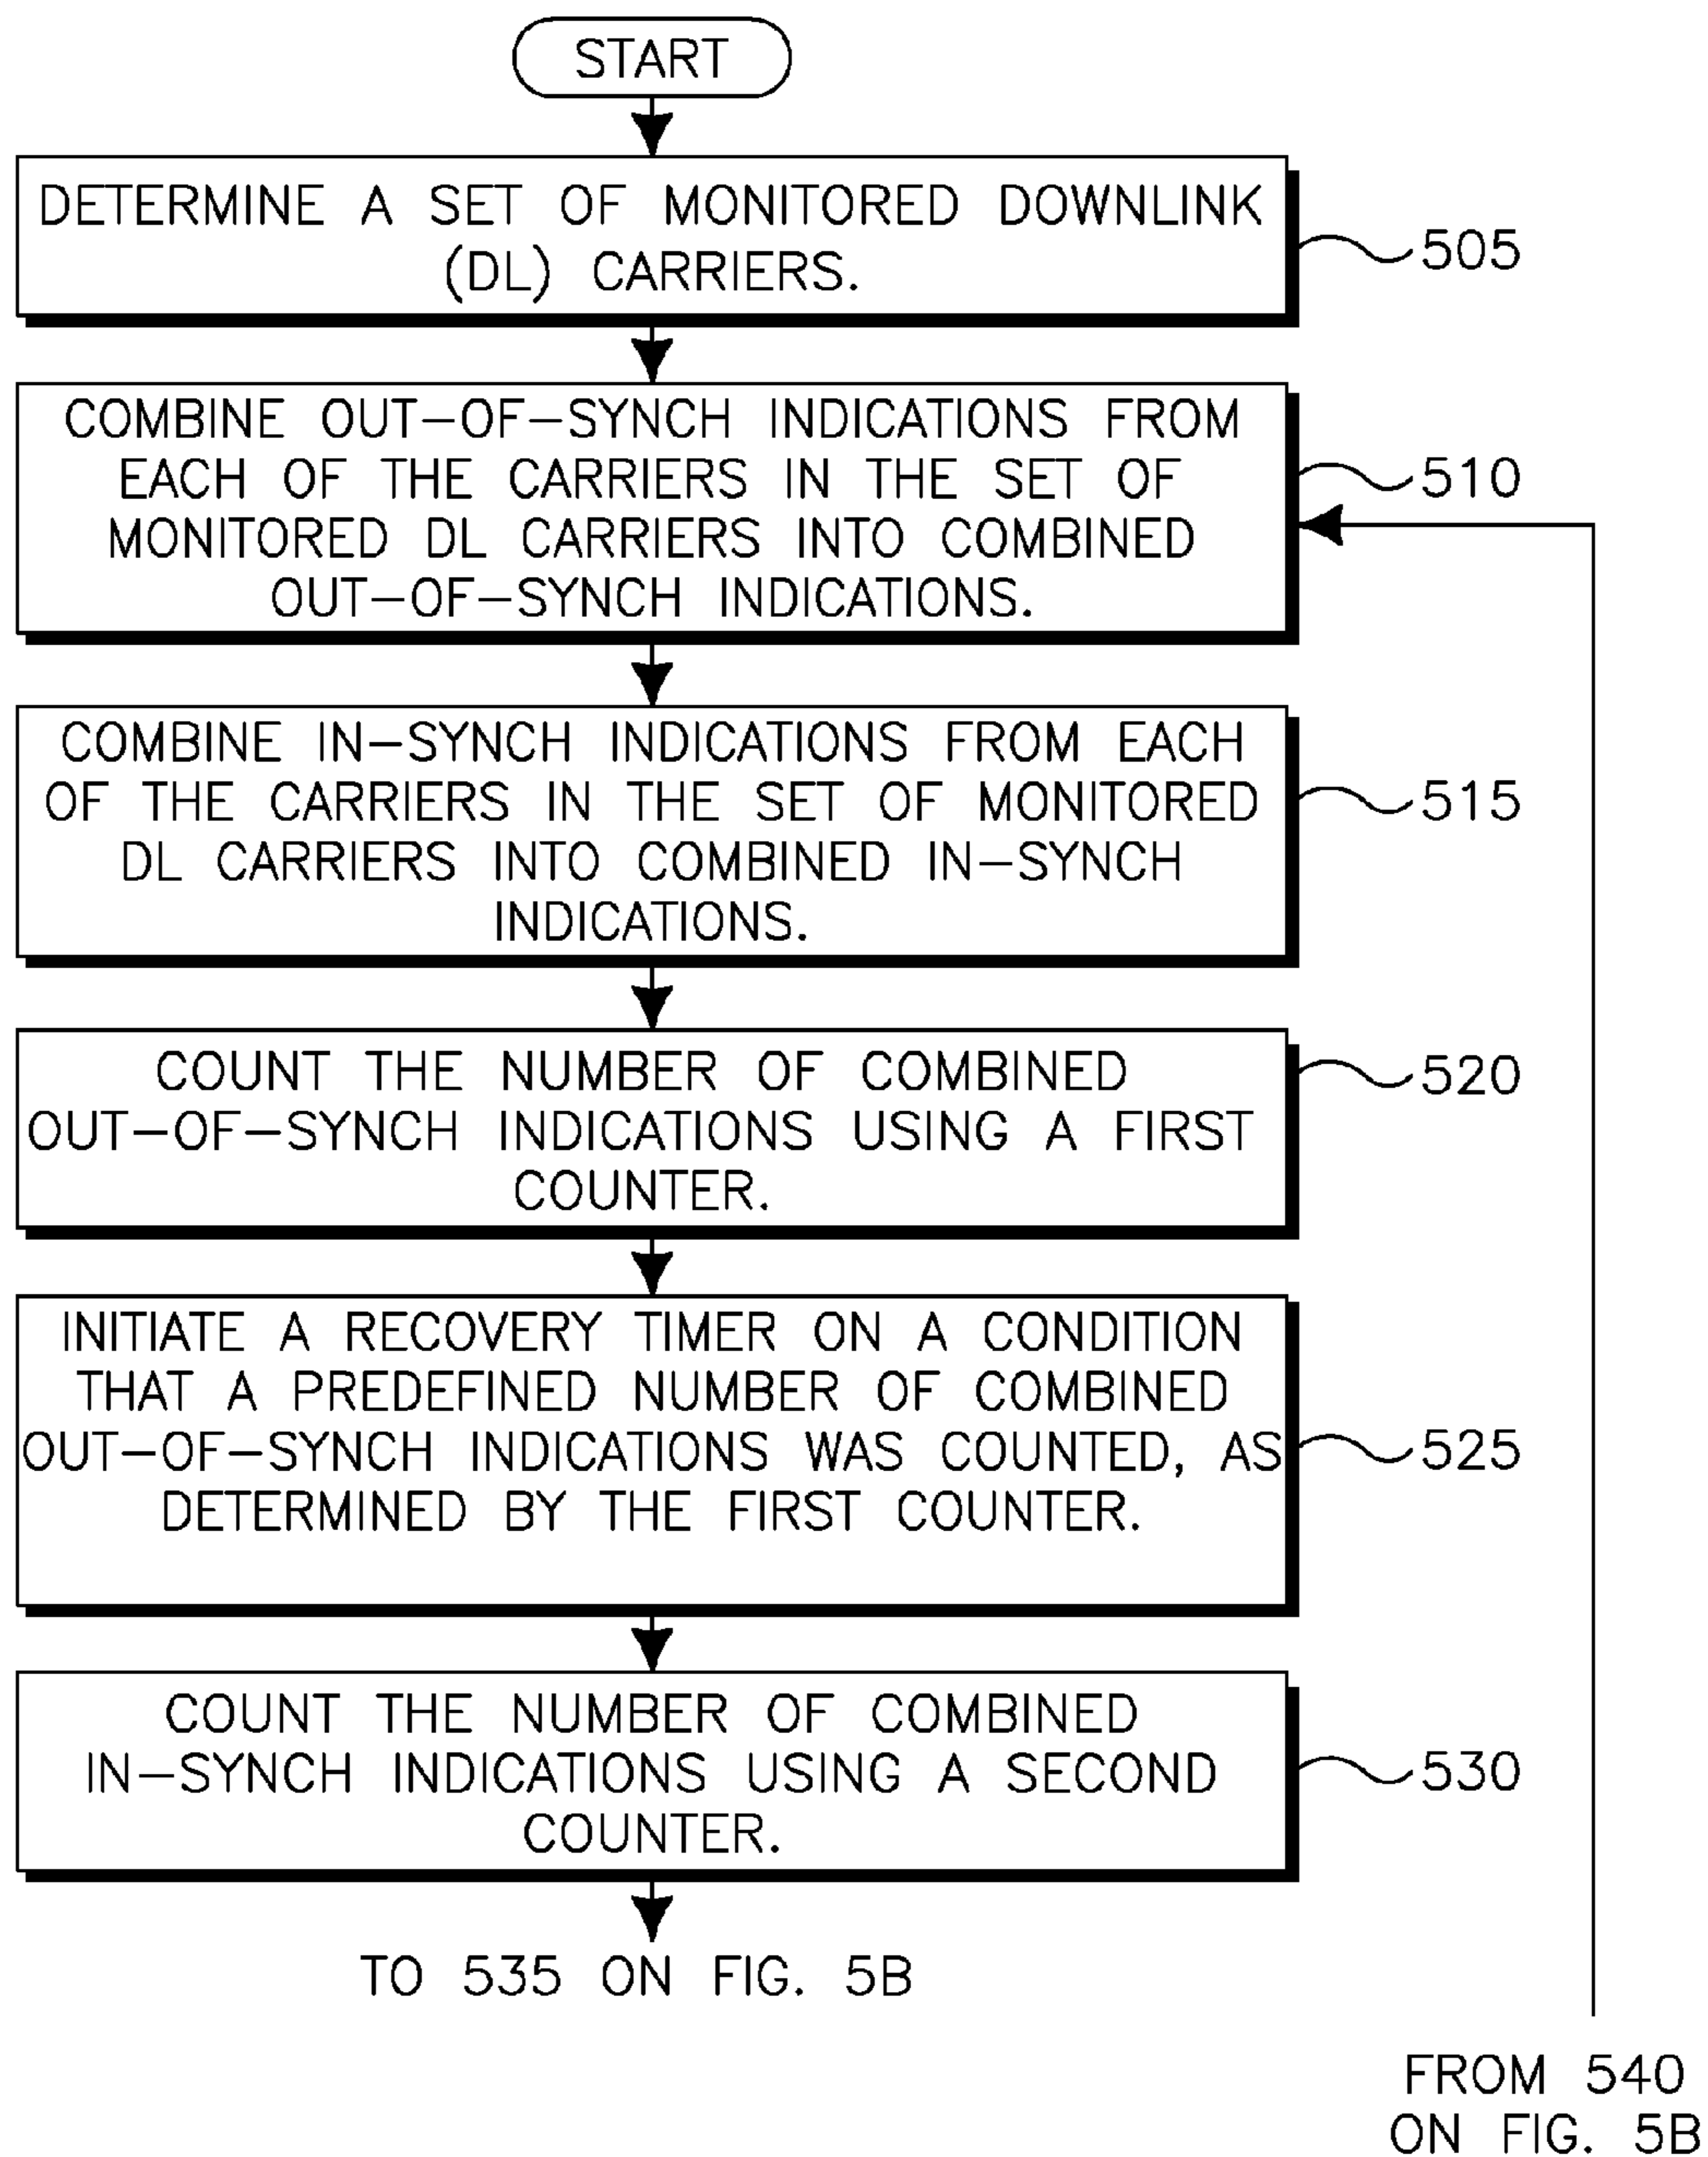 START
DETERMINE A SET OF MONITORED DOWNLINK
(DL) CARRIERS.
505
COMBINE OUT-OF-SYNCH INDICATIONS FROM
EACH OF THE CARRIERS IN THE SET OF
MONITORED DL CARRIERS INTO COMBINED
OUT-OF-SYNCH INDICATIONS.
510
COMBINE IN-SYNCH INDICATIONS FROM EACH
OF THE CARRIERS IN THE SET OF MONITORED
DL CARRIERS INTO COMBINED IN-SYNCH
INDICATIONS.
515
COUNT THE NUMBER OF COMBINED
OUT-OF-SYNCH INDICATIONS USING A FIRST
COUNTER.
520
INITIATE A RECOVERY TIMER ON A CONDITION
THAT A PREDEFINED NUMBER OF COMBINED
OUT-OF-SYNCH INDICATIONS WAS COUNTED, AS
DETERMINED BY THE FIRST COUNTER.
525
COUNT THE NUMBER OF COMBINED
IN-SYNCH INDICATIONS USING A SECOND
COUNTER.
530
TO 535 ON FIG. 5B
FROM 540
ON FIG. 5B